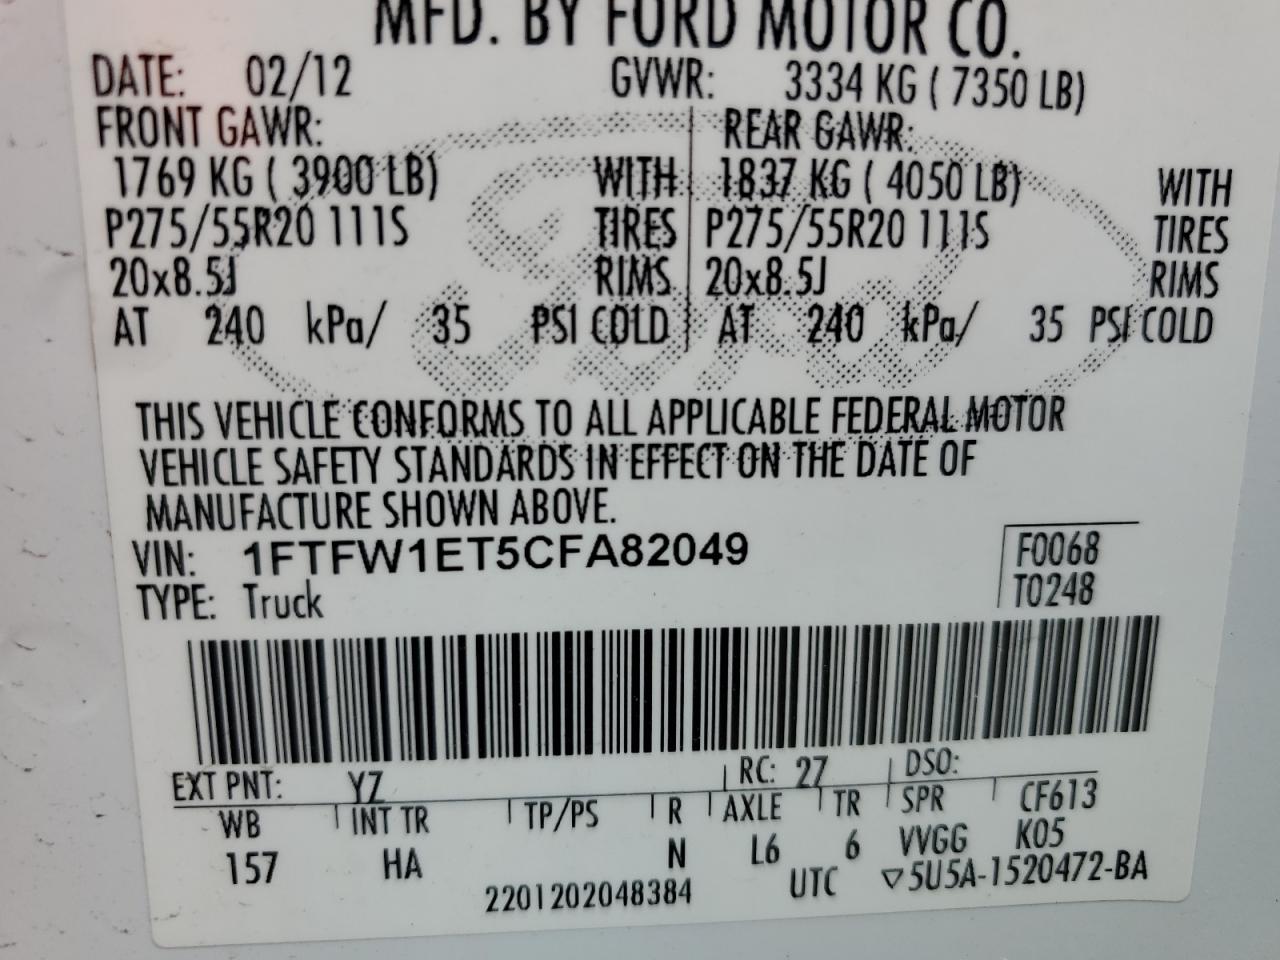 MFD. BY FORD MOTOR CO.
DATE: 02/12 GVWR: 3334 KG ( 7350 LB)
FRONT GAWR: REAR GAWR:
1769 KG ( 3900 LB) WITH 1837 KG ( 4050 LB) WITH
P275/55R20 111S TIRES P275/55R20 111S TIRES
20x8.5J RIMS 20x8.5J RIMS
AT 240 kPa/ 35 PSI COLD AT 240 kPa/ 35 PSI COLD
THIS VEHICLE CONFORMS TO ALL APPLICABLE FEDERAL MOTOR
VEHICLE SAFETY STANDARDS IN EFFECT ON THE DATE OF
MANUFACTURE SHOWN ABOVE.
VIN: 1FTFW1ET5CFA82049 F0068
TYPE: Truck T0248
EXT PNT: YZ RC: 27 DSO:
WB INT TR TP/PS R AXLE TR SPR CF613
157 HA N L6 6 VVGG K05
2201202048384 UTC ▽5U5A-1520472-BA